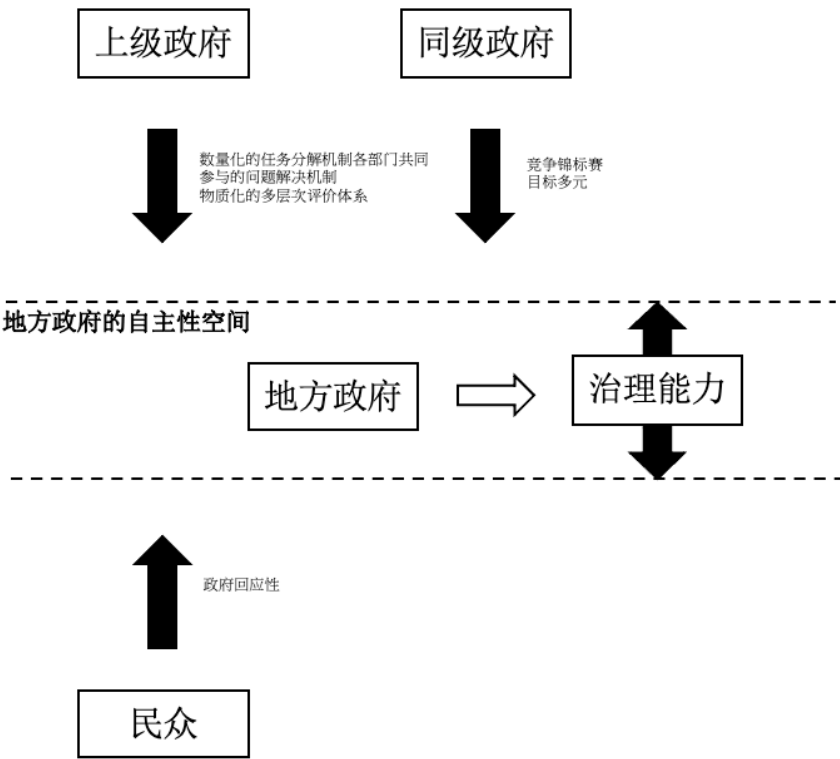 上级政府
同级政府
数量化的任务分解机制各部门共同
参与的问题解决机制
物质化的多层次评价体系
竞争锦标赛
目标多元
地方政府的自主性空间
地方政府
治理能力
政府回应性
民众